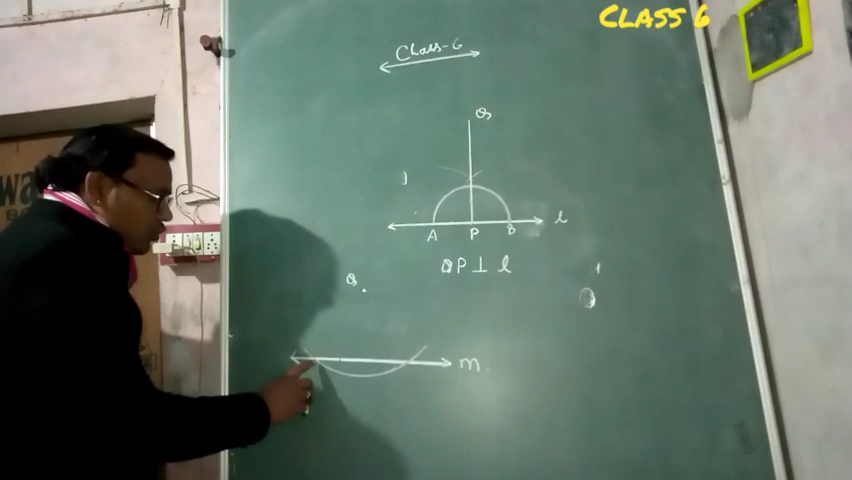 CLASS 6
Class-6
Q
l
A P B
QP ⊥ l
Q
m